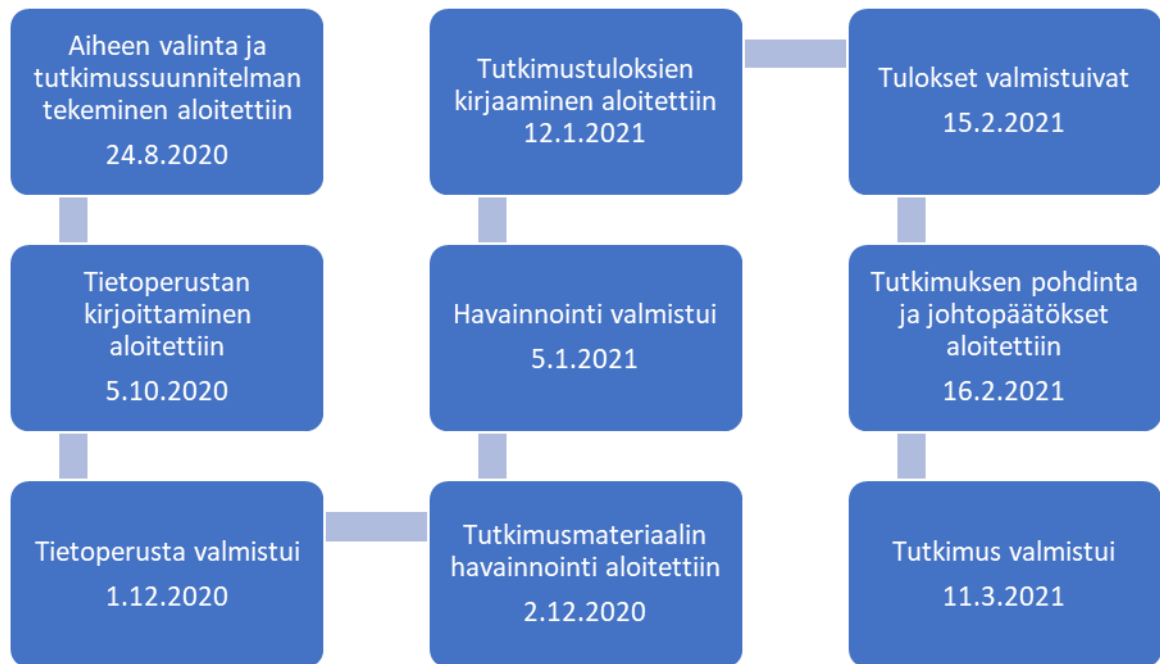 Aiheen valinta ja
tutkimussuunnitelman
tekeminen aloitettiin
24.8.2020
Tietoperustan
kirjoittaminen
aloitettiin
5.10.2020
Tietoperusta valmistui
1.12.2020
Tutkimusmateriaalin
havainnointi aloitettiin
2.12.2020
Havainnointi valmistui
5.1.2021
Tutkimustuloksien
kirjaaminen aloitettiin
12.1.2021
Tulokset valmistuivat
15.2.2021
Tutkimuksen pohdinta
ja johtopäätökset
aloitettiin
16.2.2021
Tutkimus valmistui
11.3.2021